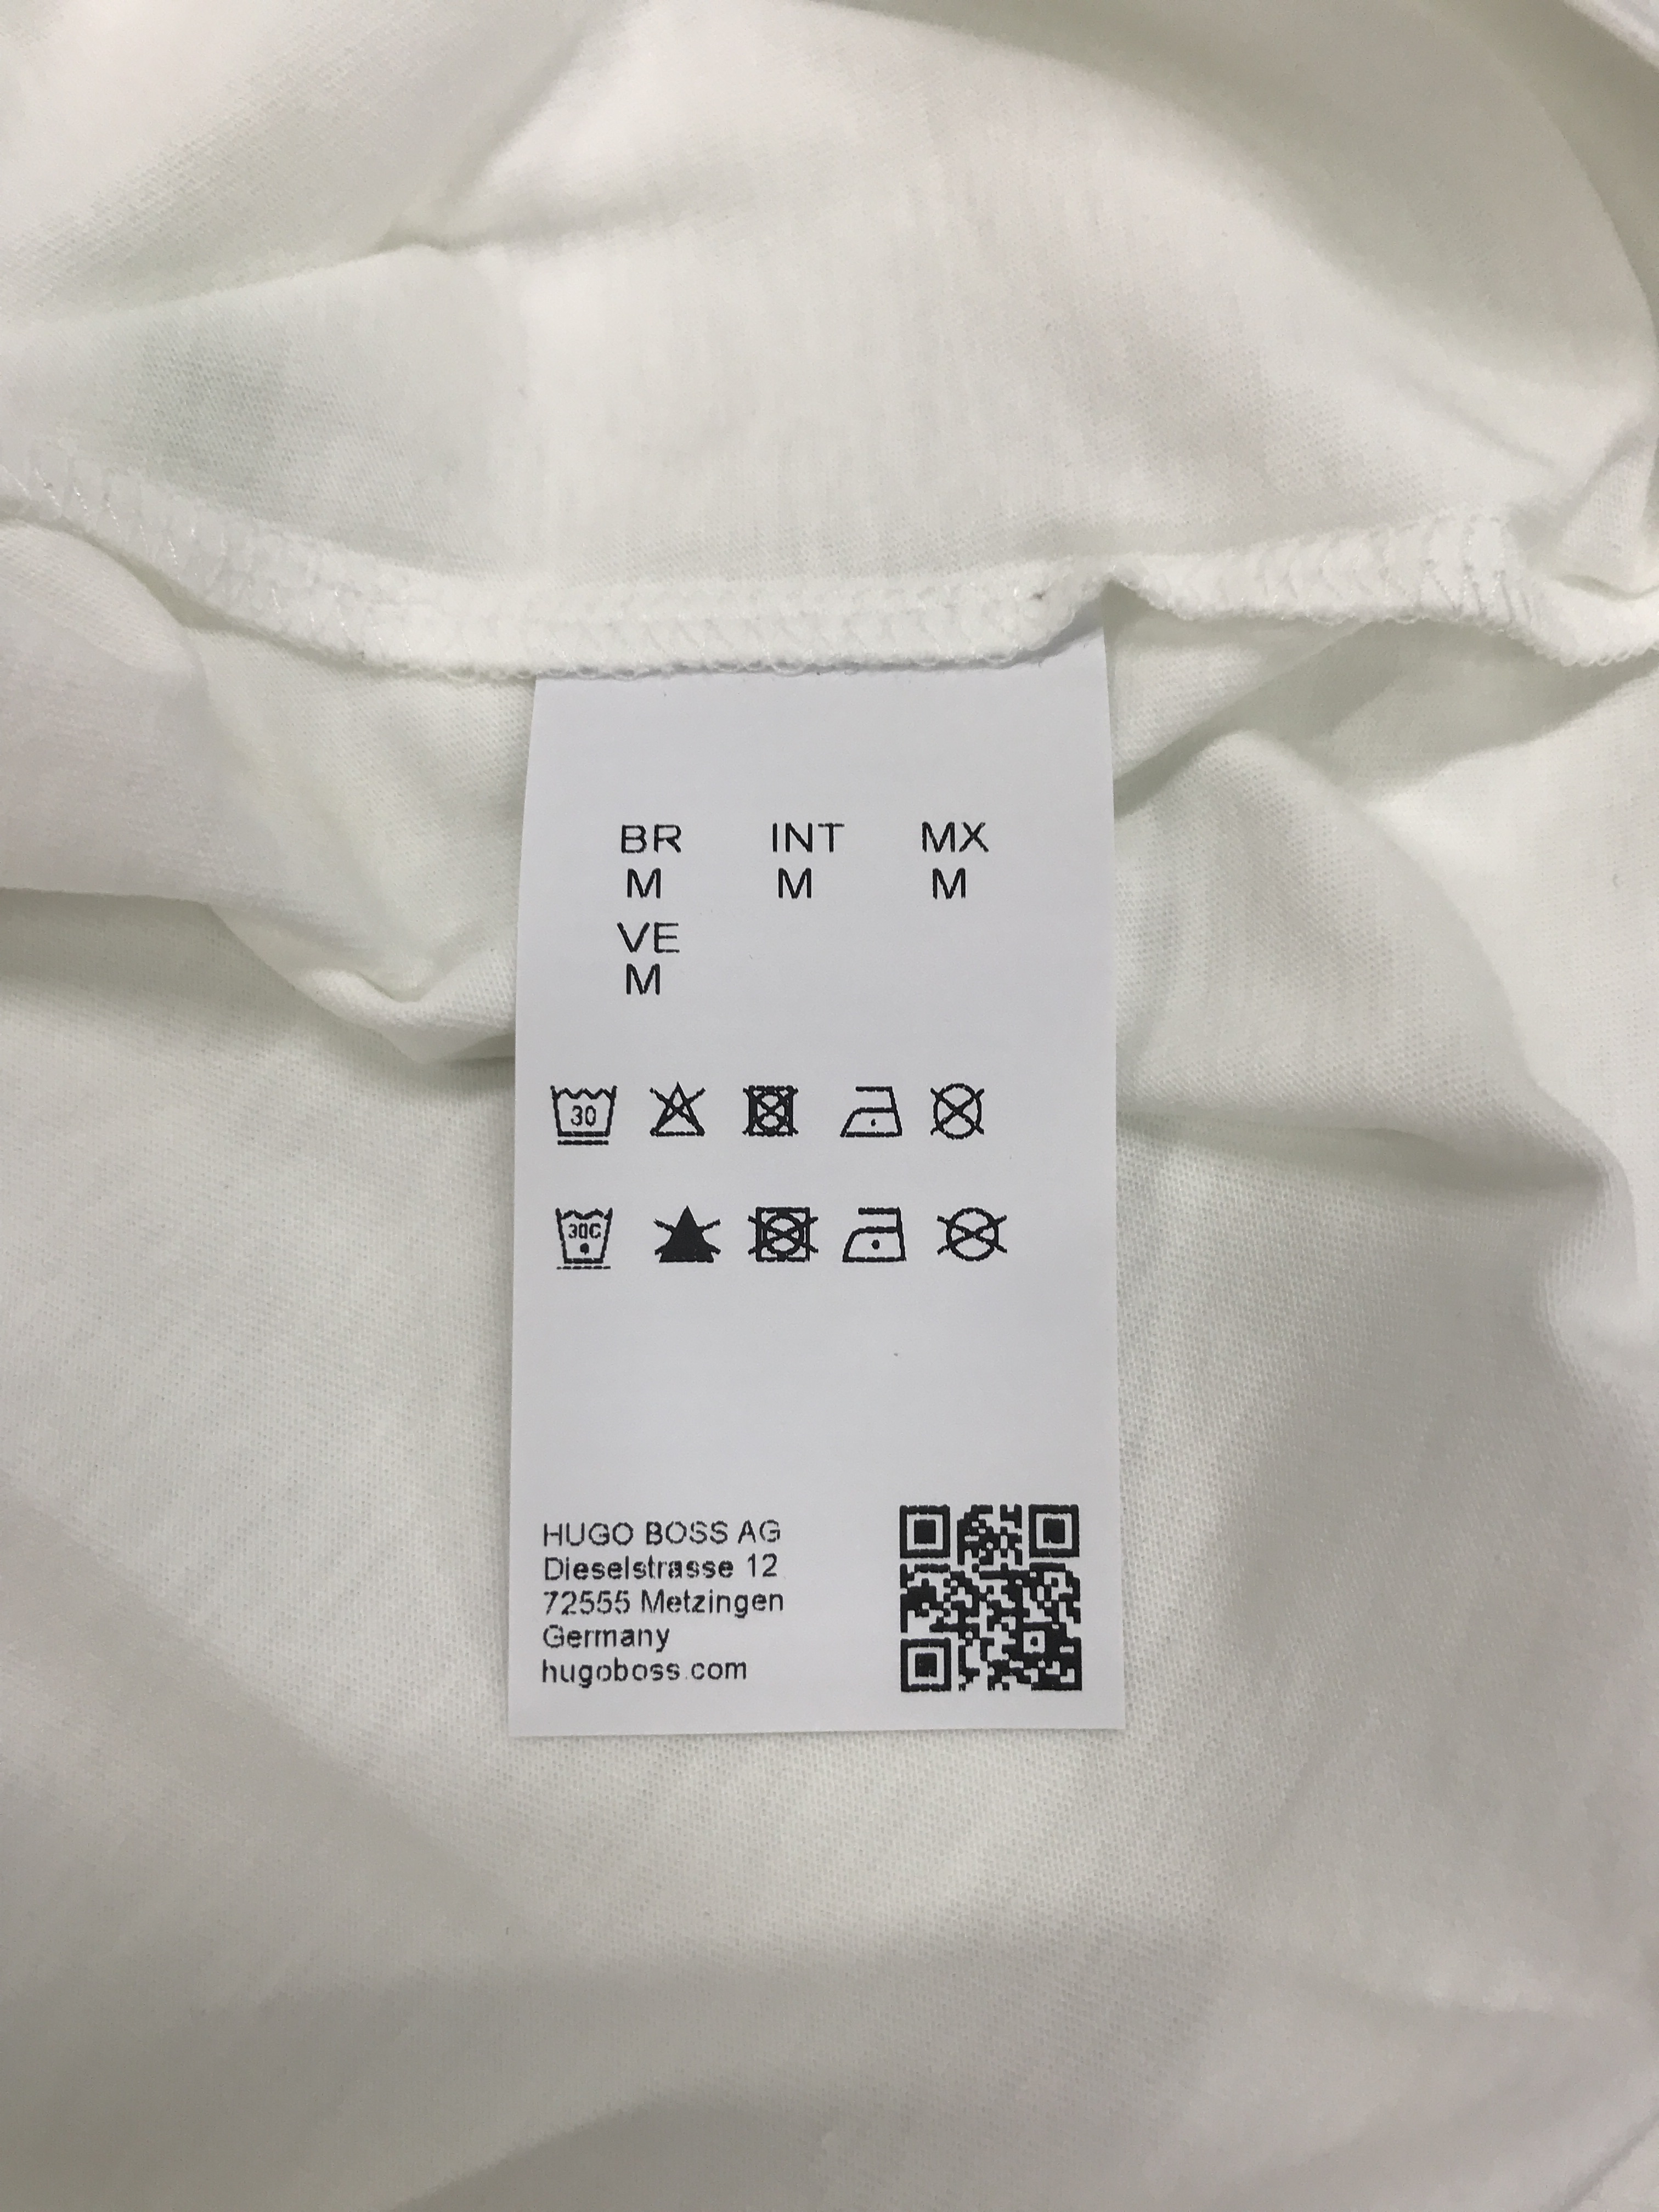 BR INT MX
M M M
VE
M
30
30C
HUGO BOSS AG
Dieselstrasse 12
72555 Metzingen
Germany
hugoboss.com